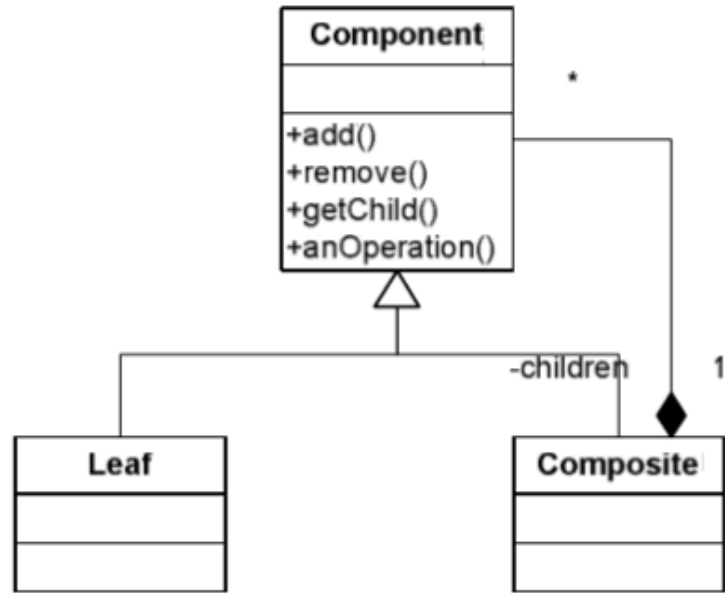 Component
*
+add()
+remove()
+getChild()
+anOperation()
-children
1
Leaf
Composite